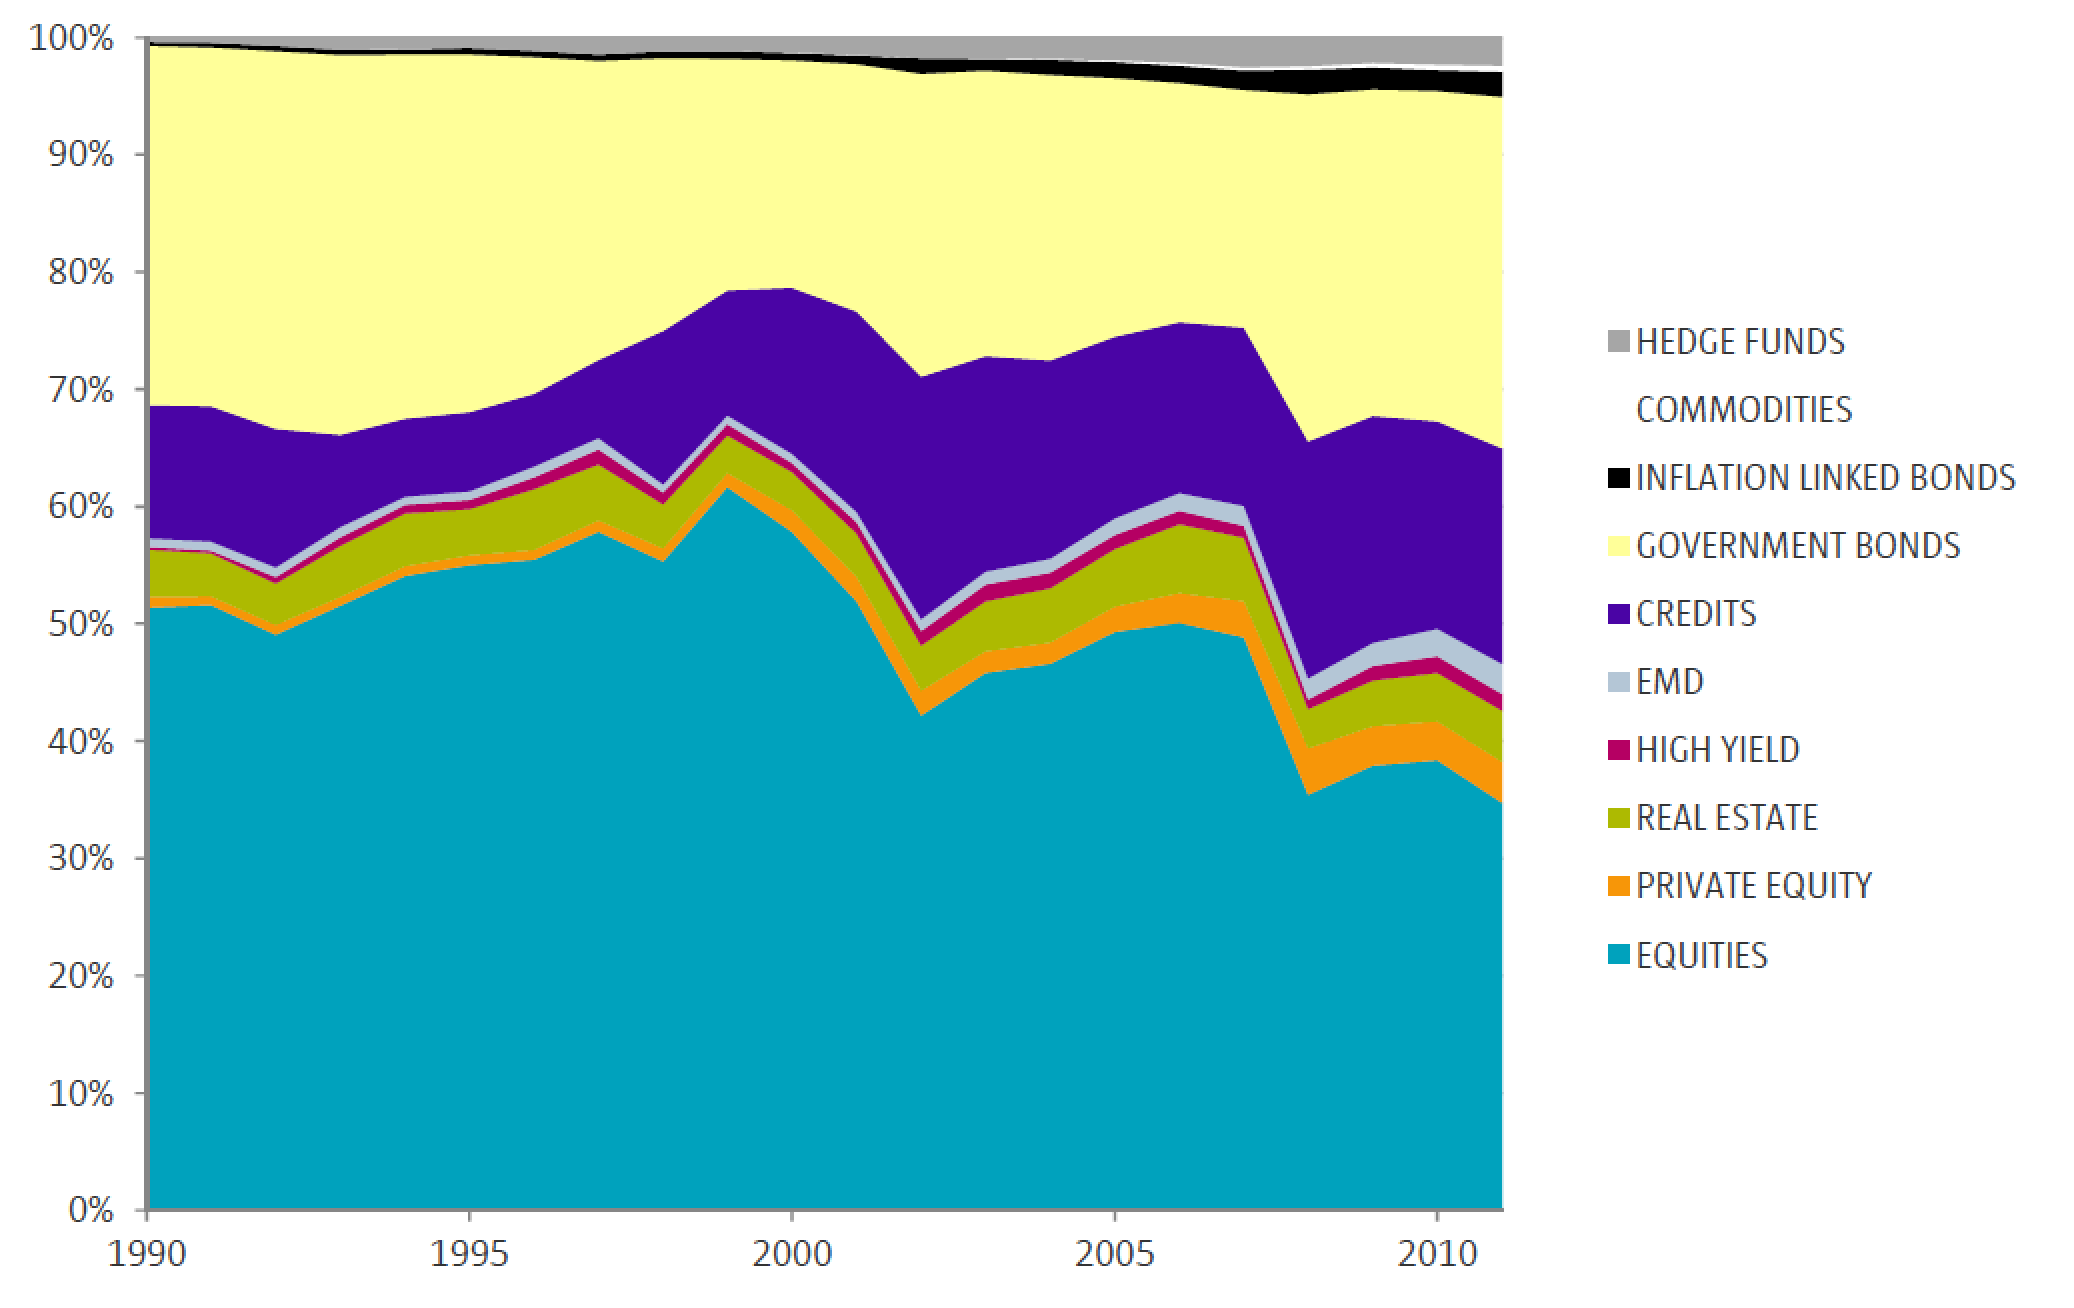 100%
90%
80%
70%
60%
50%
40%
30%
20%
10%
0%
1990 1995 2000 2005 2010
HEDGE FUNDS
COMMODITIES
INFLATION LINKED BONDS
GOVERNMENT BONDS
CREDITS
EMD
HIGH YIELD
REAL ESTATE
PRIVATE EQUITY
EQUITIES